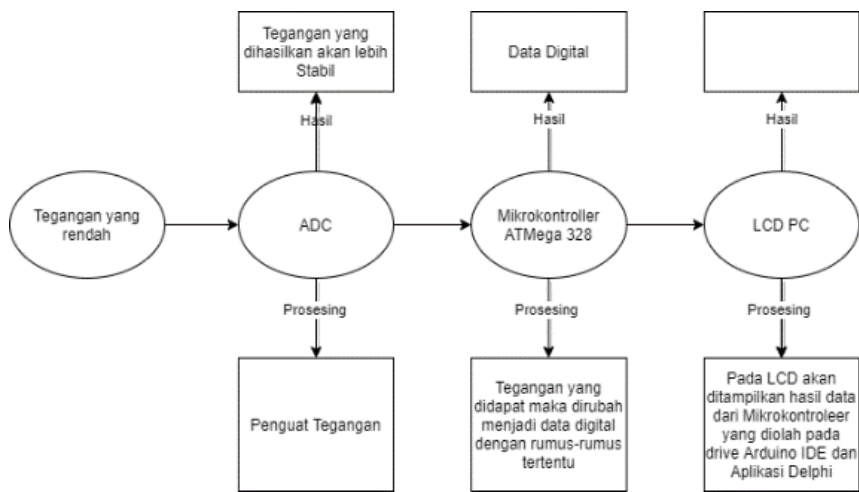 Tegangan yang
dihasilkan akan lebih
Stabil
Data Digital
Hasil
Hasil
Hasil
Tegangan yang
rendah
ADC
Mikrokontroller
ATMega 328
LCD PC
Prosesing
Prosesing
Prosesing
Penguat Tegangan
Tegangan yang
didapat maka dirubah
menjadi data digital
dengan rumus-rumus
tertentu
Pada LCD akan
ditampilkan hasil data
dari Mikrokontroleer
yang diolah pada
drive Arduino IDE dan
Aplikasi Delphi